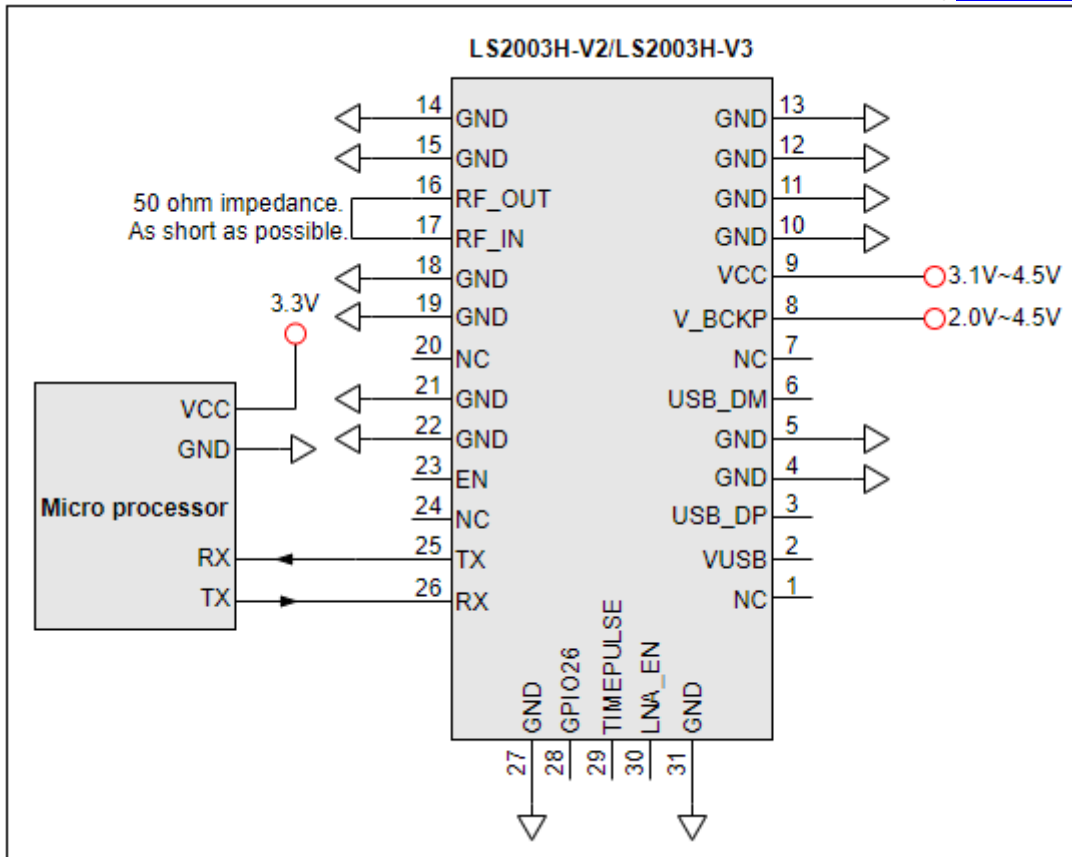 LS2003H-V2/LS2003H-V3
14 GND
15 GND
16 RF_OUT
17 RF_IN
18 GND
19 GND
20 NC
21 GND
22 GND
23 EN
24 NC
25 TX
26 RX
50 ohm impedance.
As short as possible.
3.3V
VCC
GND
Micro processor
RX
TX
GND 13
GND 12
GND 11
GND 10
VCC 9 3.1V~4.5V
V_BCKP 8 2.0V~4.5V
NC 7
USB_DM 6
GND 5
GND 4
USB_DP 3
VUSB 2
NC 1
GND 27
GPIO26 28
TIMEPULSE 29
LNA_EN 30
GND 31